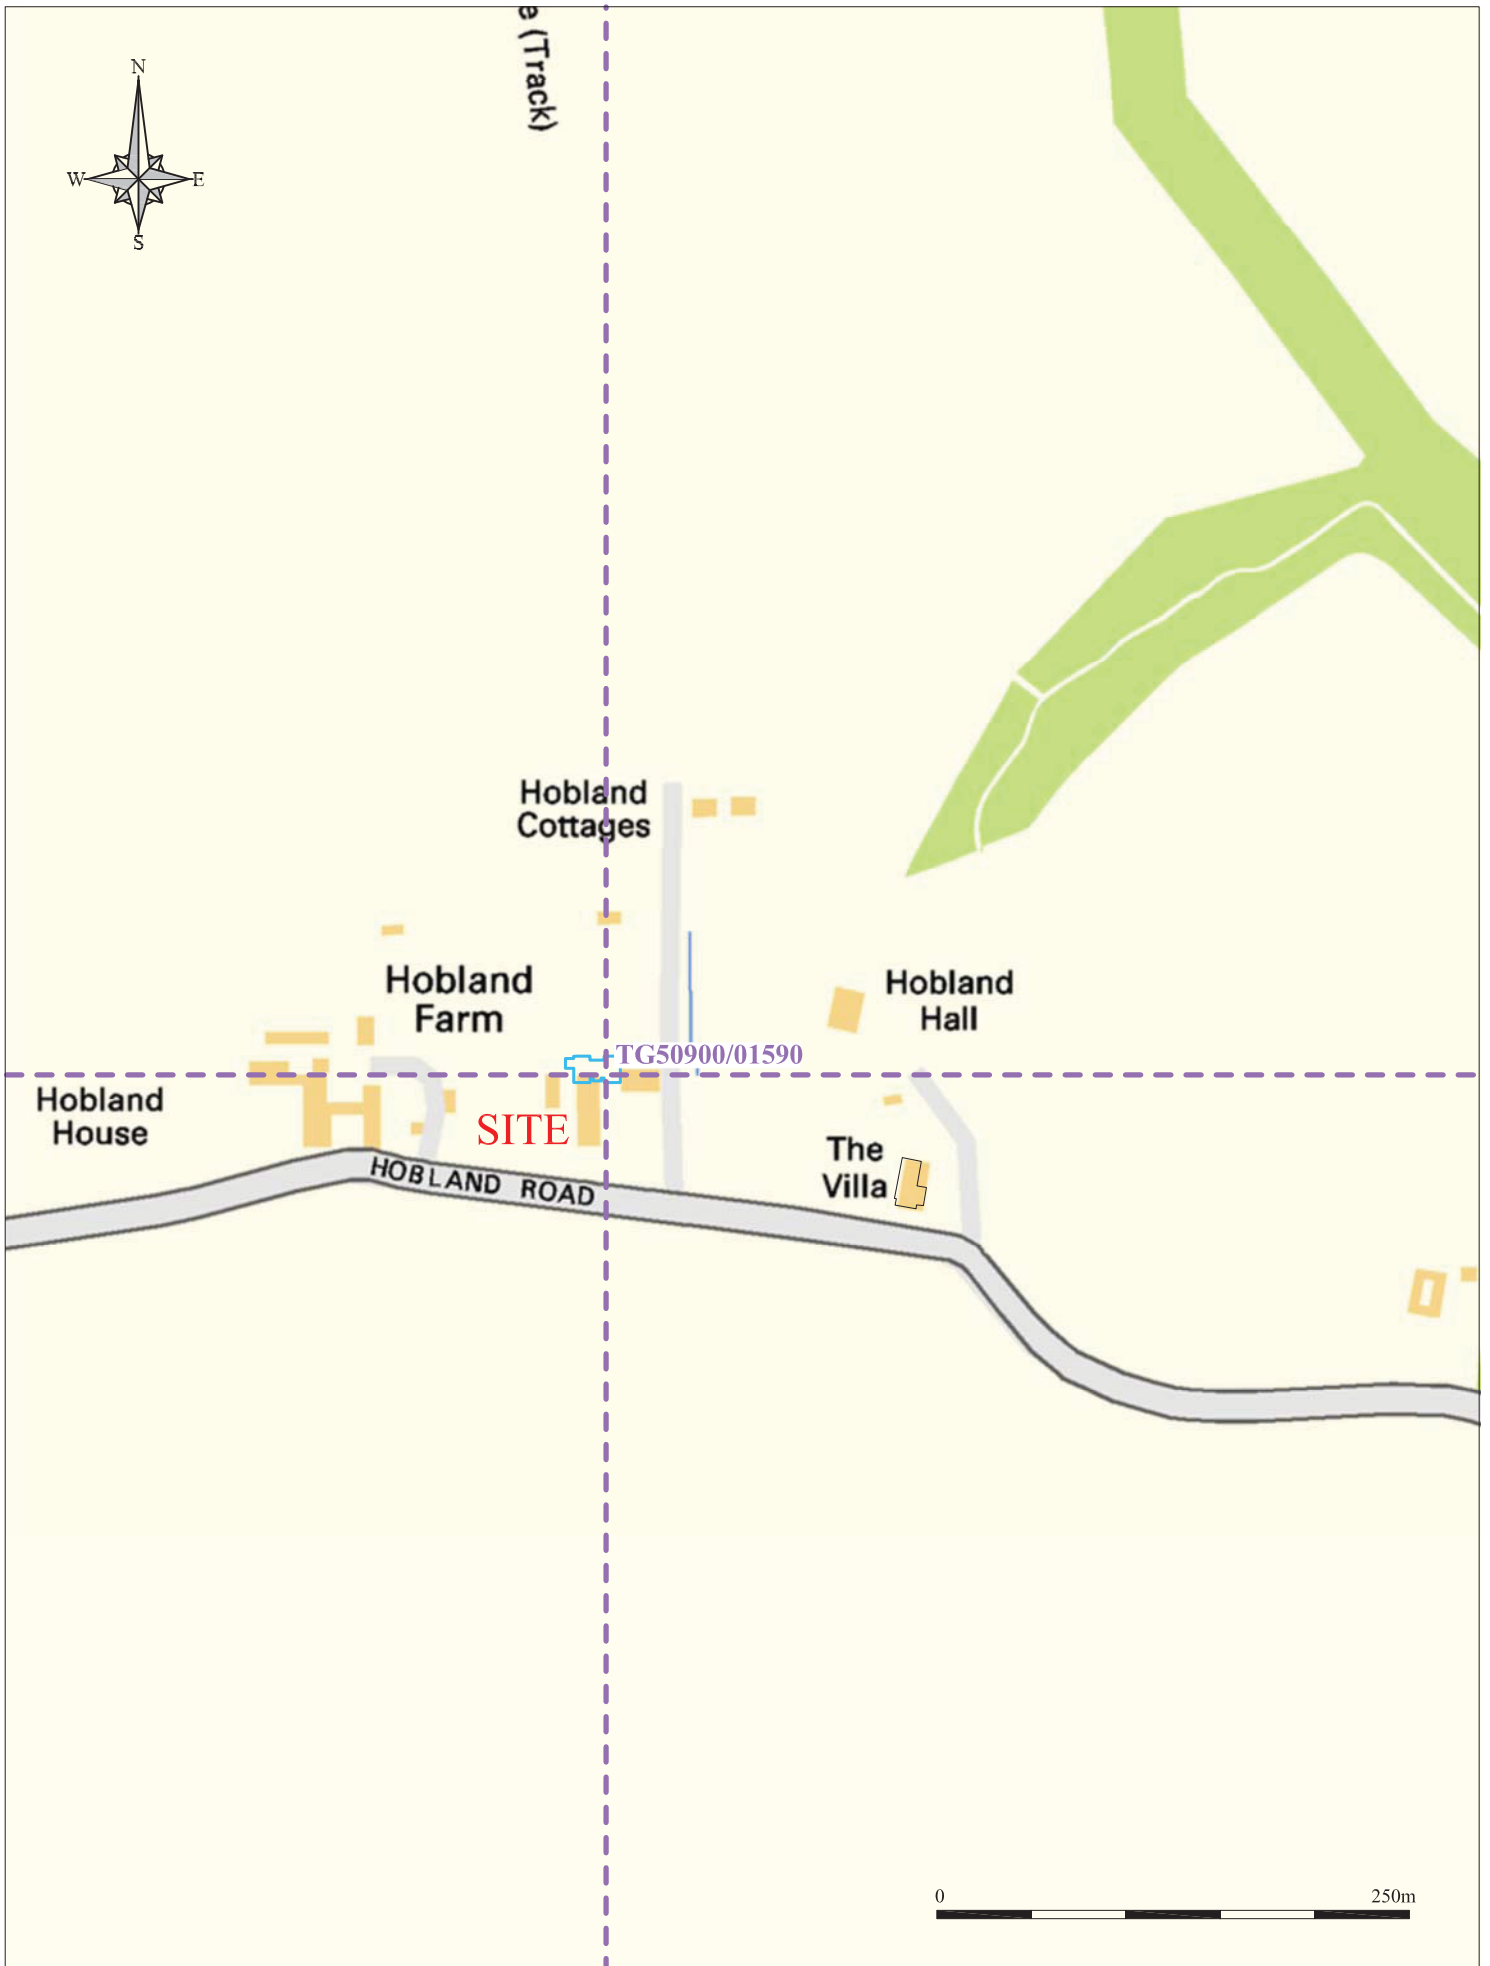 e (Track)
N
W
E
S
Hobland
Cottages
Hobland
Farm
Hobland
Hall
TG50900/01590
Hobland
House
SITE
The
Villa
HOBLAND ROAD
0
250m